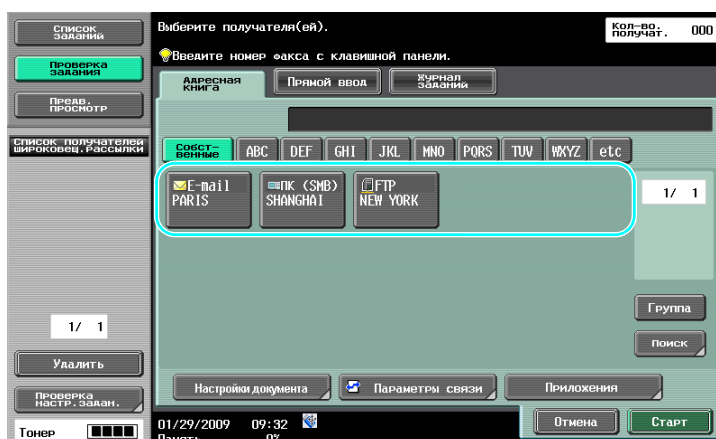 Список
заданий
Выберите получателя(ей).
Кол-во.
получат. 000
Введите номер факса с клавишной панели.
Проверка
задания
Адресная
книга
Прямой ввод
Журнал
заданий
Предв.
просмотр
Список получателей
широковещ.рассылки
Собст-
венные
ABC
DEF
GHI
JKL
MNO
PQRS
TUV
WXYZ
etc
E-mail
PARIS
ПК (SMB)
SHANGHAI
FTP
NEW YORK
1/ 1
Группа
1/ 1
Поиск
Удалить
Настройки документа
Параметры связи
Приложения
Проверка
настр.задан.
Тонер
01/29/2009 09:32
Память 0%
Отмена
Старт